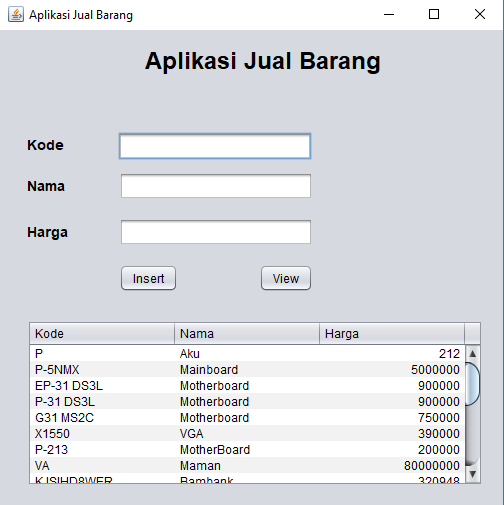 Aplikasi Jual Barang
Aplikasi Jual Barang
Kode
Nama
Harga
Insert View
Kode Nama Harga
P Aku 212
P-5NMX Mainboard 5000000
EP-31 DS3L Motherboard 900000
P-31 DS3L Motherboard 900000
G31 MS2C Motherboard 750000
X1550 VGA 390000
P-213 MotherBoard 200000
VA Maman 80000000
Bambank 320948